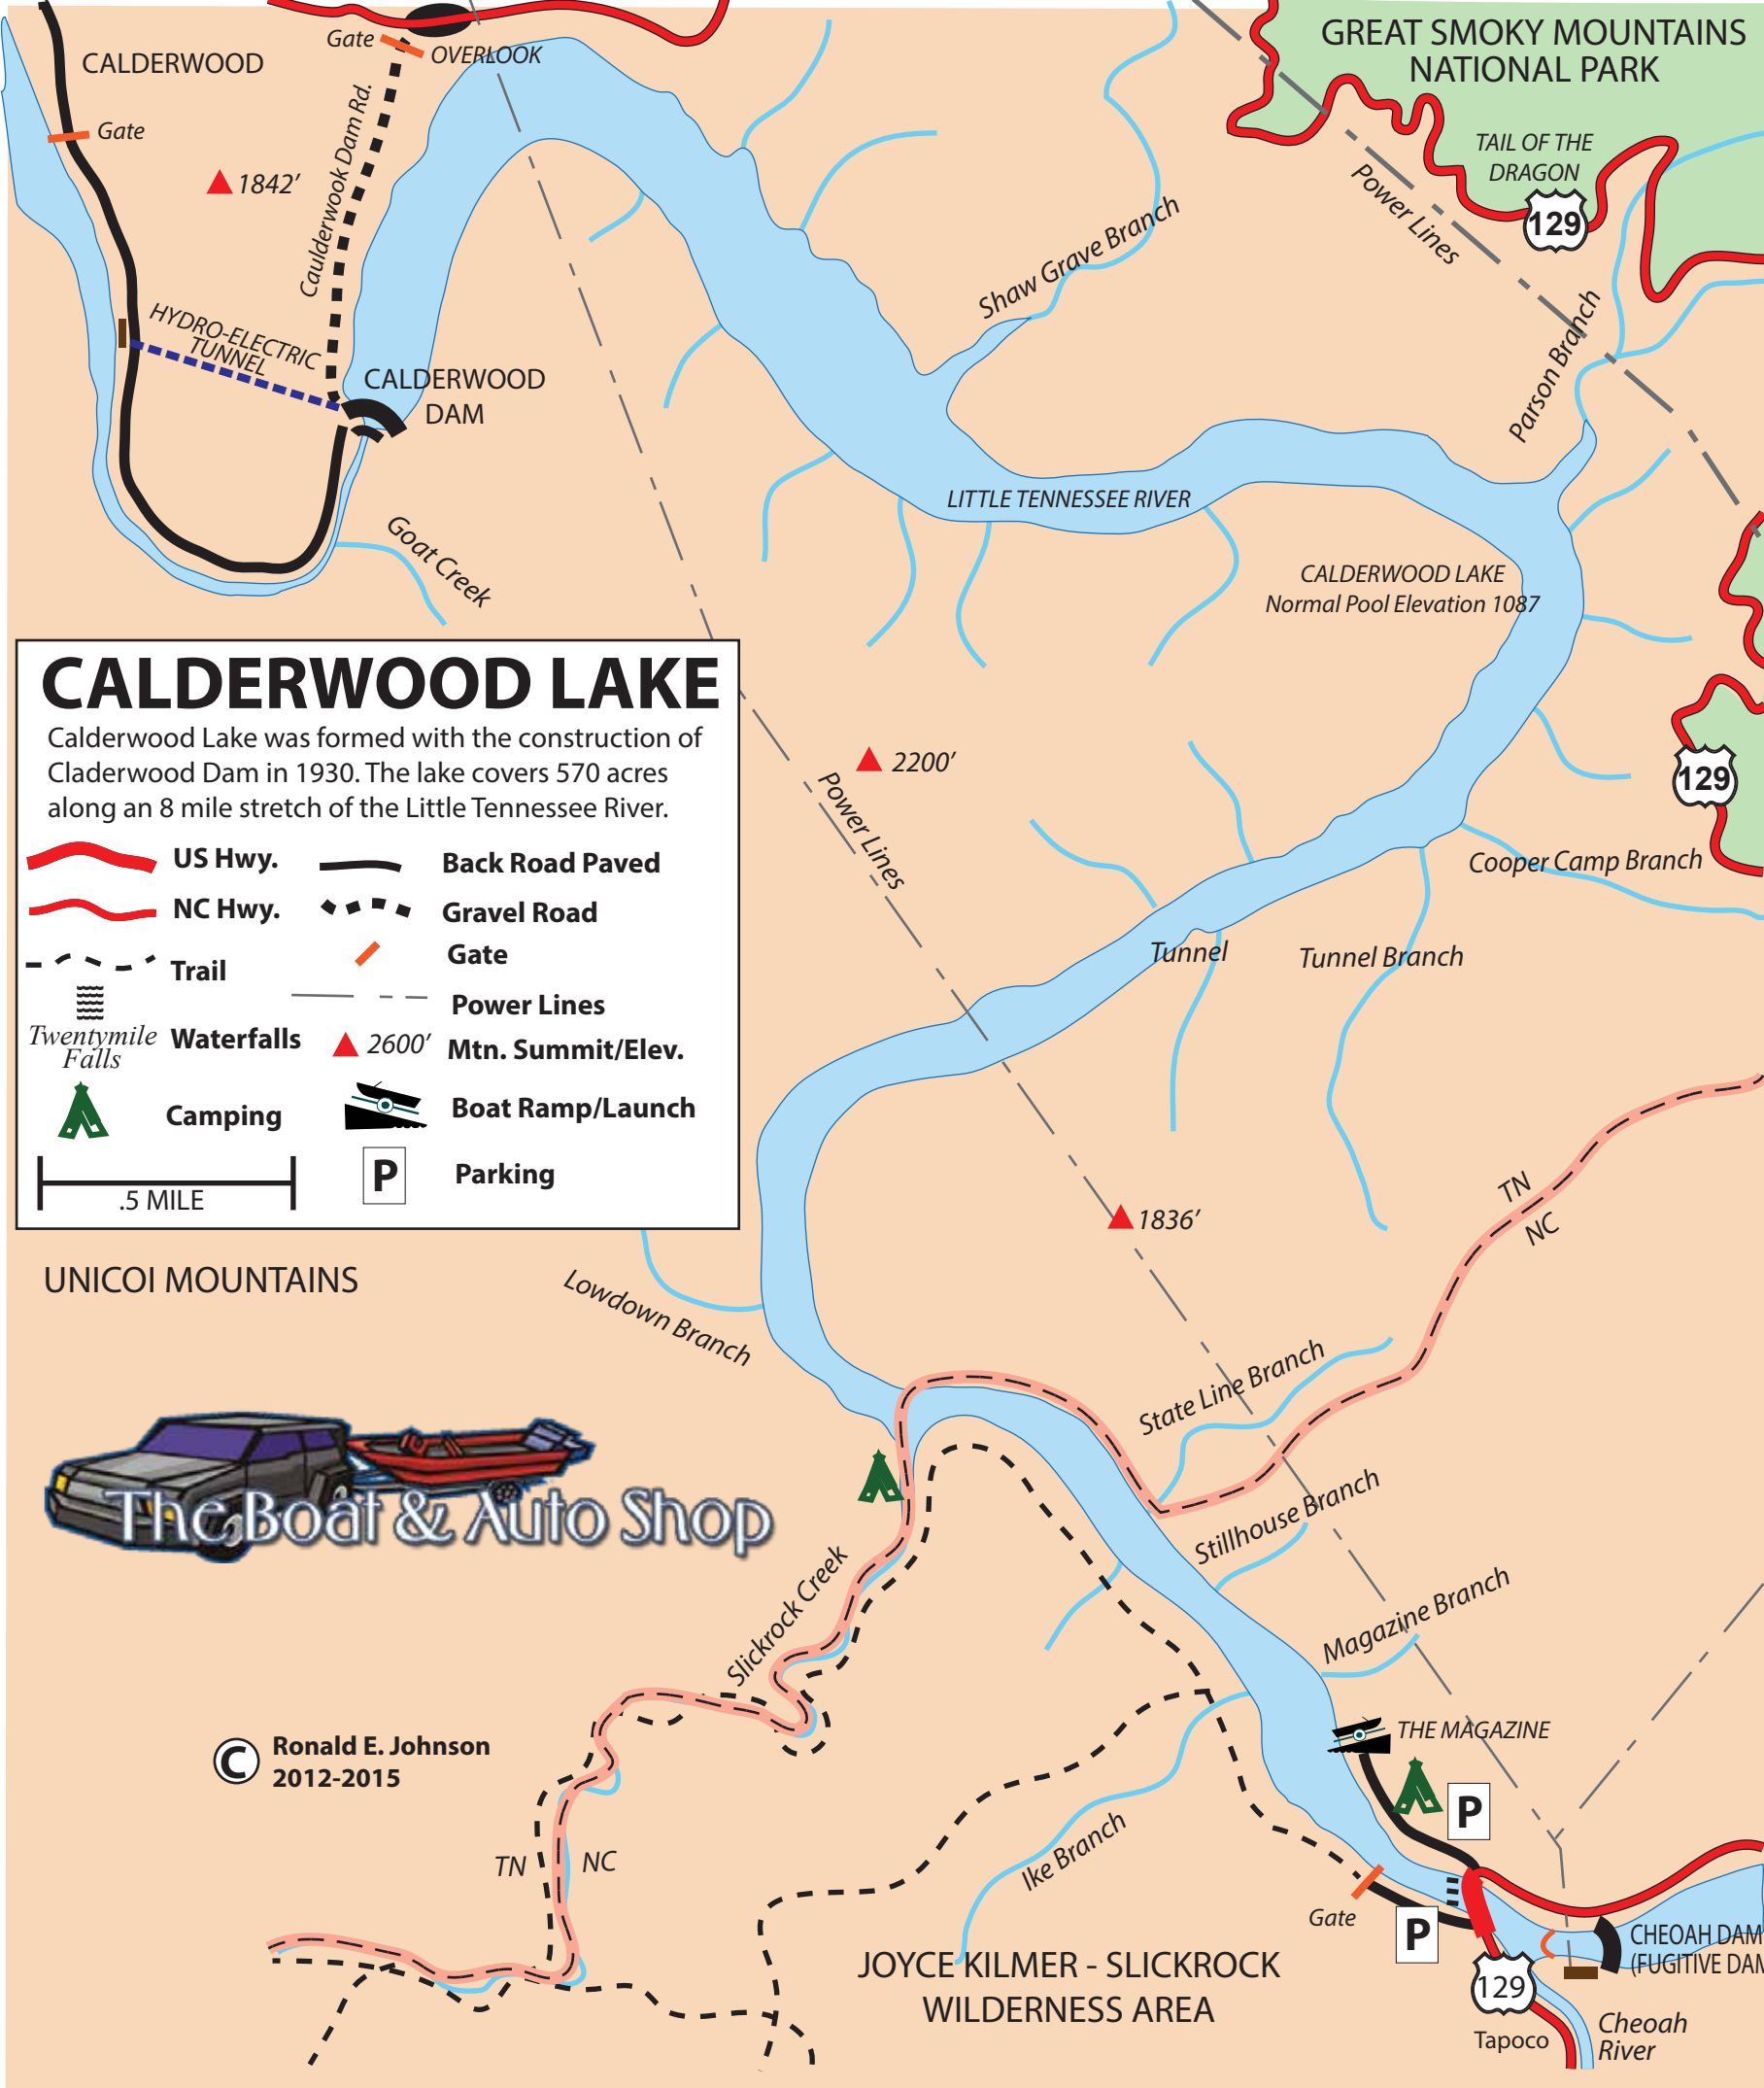 GREAT SMOKY MOUNTAINS
NATIONAL PARK
Gate
OVERLOOK
CALDERWOOD
Gate
Caulderwook Dam Rd.
1842'
TAIL OF THE
DRAGON
129
Power Lines
Shaw Grave Branch
Parson Branch
HYDRO-ELECTRIC
TUNNEL
CALDERWOOD
DAM
LITTLE TENNESSEE RIVER
Goat Creek
CALDERWOOD LAKE
Normal Pool Elevation 1087
CALDERWOOD LAKE
Calderwood Lake was formed with the construction of
Claderwood Dam in 1930. The lake covers 570 acres
along an 8 mile stretch of the Little Tennessee River.
US Hwy.
Back Road Paved
NC Hwy.
Gravel Road
Gate
Trail
Power Lines
Twentymile
Falls
Waterfalls
2600'
Mtn. Summit/Elev.
Camping
Boat Ramp/Launch
P
Parking
.5 MILE
2200'
Power Lines
129
Cooper Camp Branch
Tunnel
Tunnel Branch
TN
NC
1836'
UNICOI MOUNTAINS
Lowdown Branch
State Line Branch
The Boat & Auto Shop
Stillhouse Branch
Slickrock Creek
Magazine Branch
THE MAGAZINE
C
Ronald E. Johnson
2012-2015
P
TN
NC
Ike Branch
Gate
P
JOYCE KILMER - SLICKROCK
WILDERNESS AREA
CHEOAH DAM
(FUGITIVE DAM
129
Tapoco
Cheoah
River